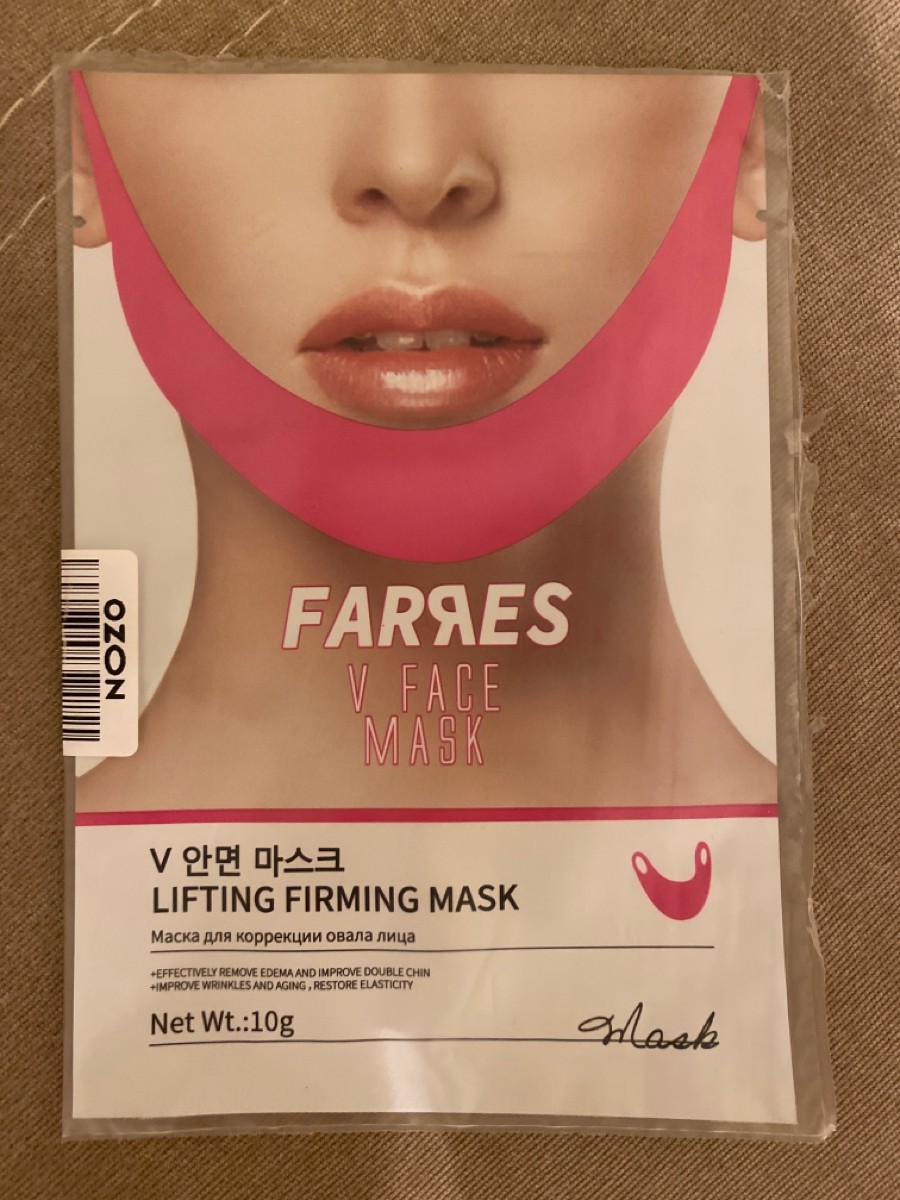 FARЯES
V FACE
MASK
OZON
V 안면 마스크
LIFTING FIRMING MASK
Маска для коррекции овала лица
+EFFECTIVELY REMOVE EDEMA AND IMPROVE DOUBLE CHIN
+IMPROVE WRINKLES AND AGING , RESTORE ELASTICITY
Net Wt.:10g
Mask